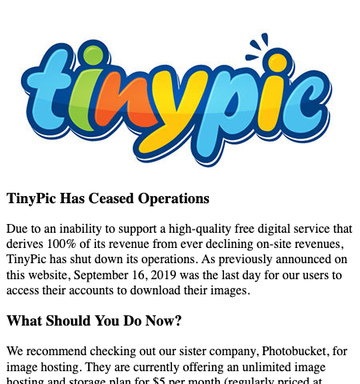 tinypic
TinyPic Has Ceased Operations
Due to an inability to support a high-quality free digital service that
derives 100% of its revenue from ever declining on-site revenues,
TinyPic has shut down its operations. As previously announced on
this website, September 16, 2019 was the last day for our users to
access their accounts to download their images.
What Should You Do Now?
We recommend checking out our sister company, Photobucket, for
image hosting. They are currently offering an unlimited image
hosting and storage plan for $5 per month (regularly priced at